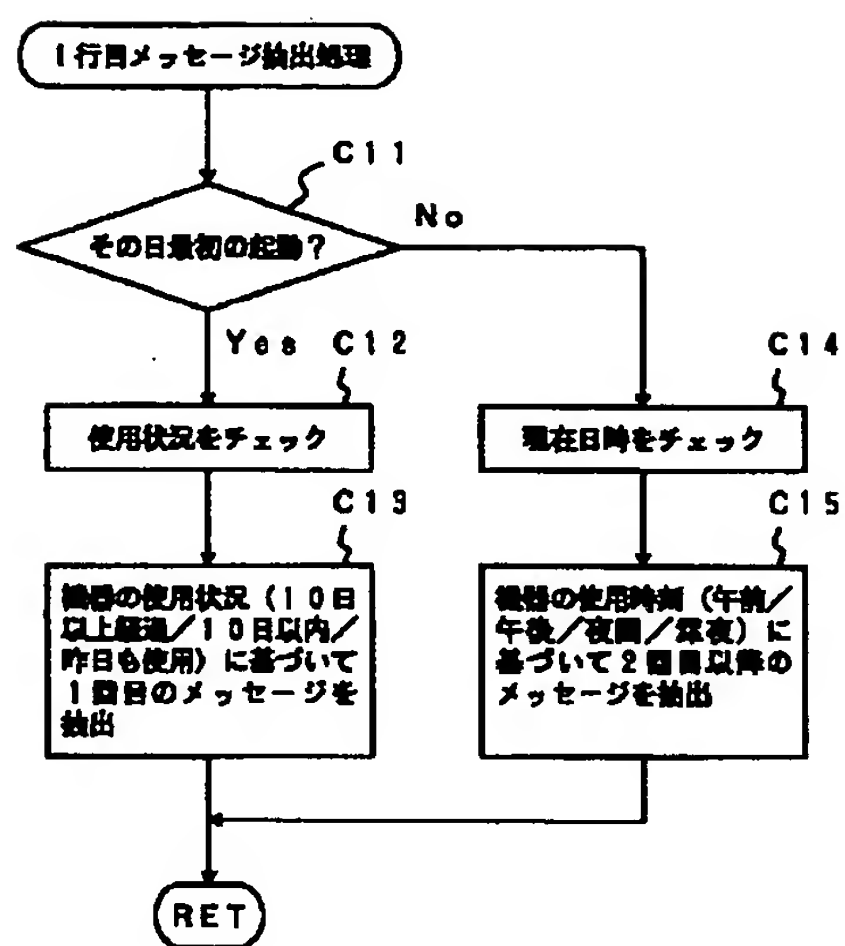 1行目メッセージ抽出処理
C11
その日最初の起動？
No
Yes
C12
C14
使用状況をチェック
現在日時をチェック
C13
C15
機器の使用状況（10日
以上経過／10日以内／
昨日も使用）に基づいて
1回目のメッセージを
抽出
機器の使用時刻（午前／
午後／夜間／深夜）に
基づいて2回目以降の
メッセージを抽出
RET